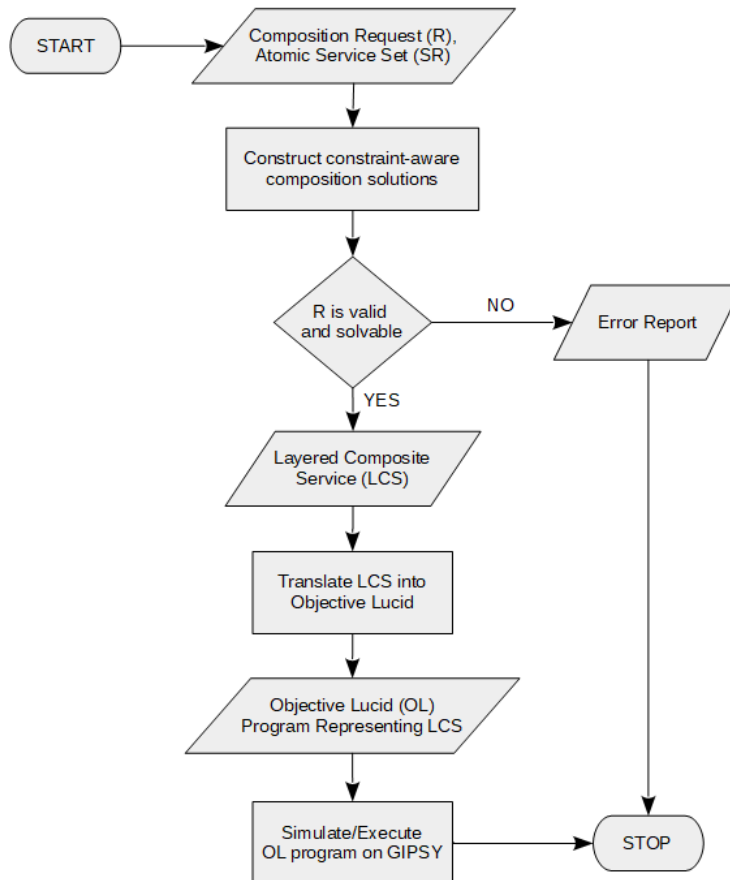 START
Composition Request (R),
Atomic Service Set (SR)
Construct constraint-aware
composition solutions
R is valid
and solvable
NO
Error Report
YES
Layered Composite
Service (LCS)
Translate LCS into
Objective Lucid
Objective Lucid (OL)
Program Representing LCS
Simulate/Execute
OL program on GIPSY
STOP